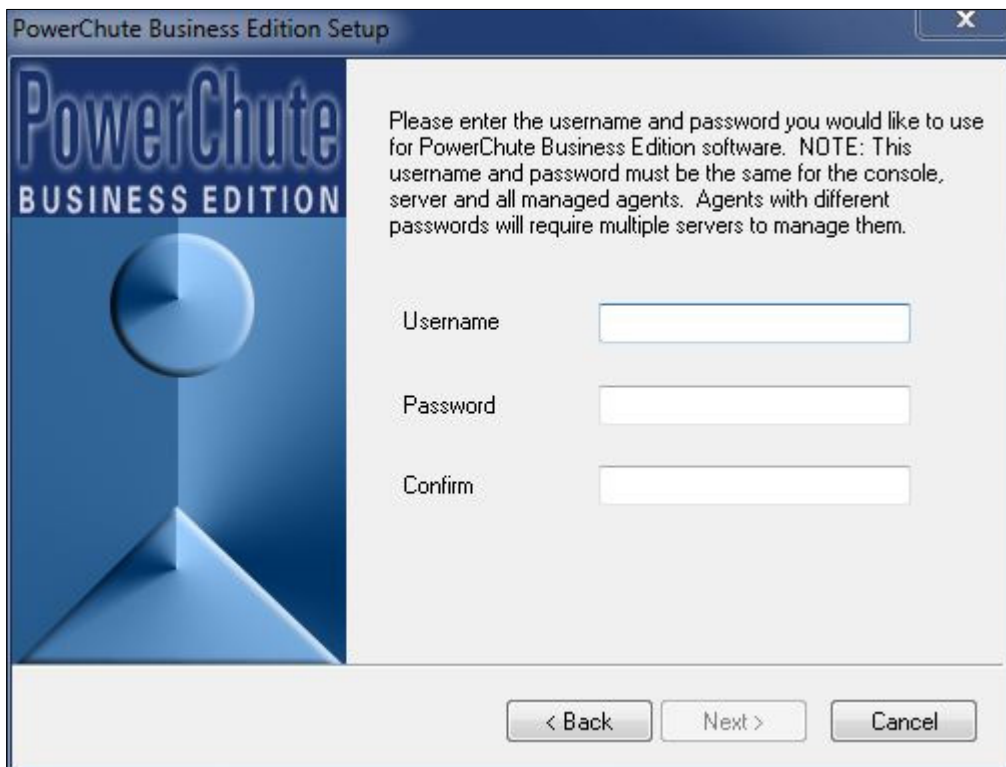 PowerChute Business Edition Setup
X
PowerChute
BUSINESS EDITION
Please enter the username and password you would like to use
for PowerChute Business Edition software.  NOTE: This
username and password must be the same for the console,
server and all managed agents.  Agents with different
passwords will require multiple servers to manage them.
Username
Password
Confirm
< Back
Next >
Cancel